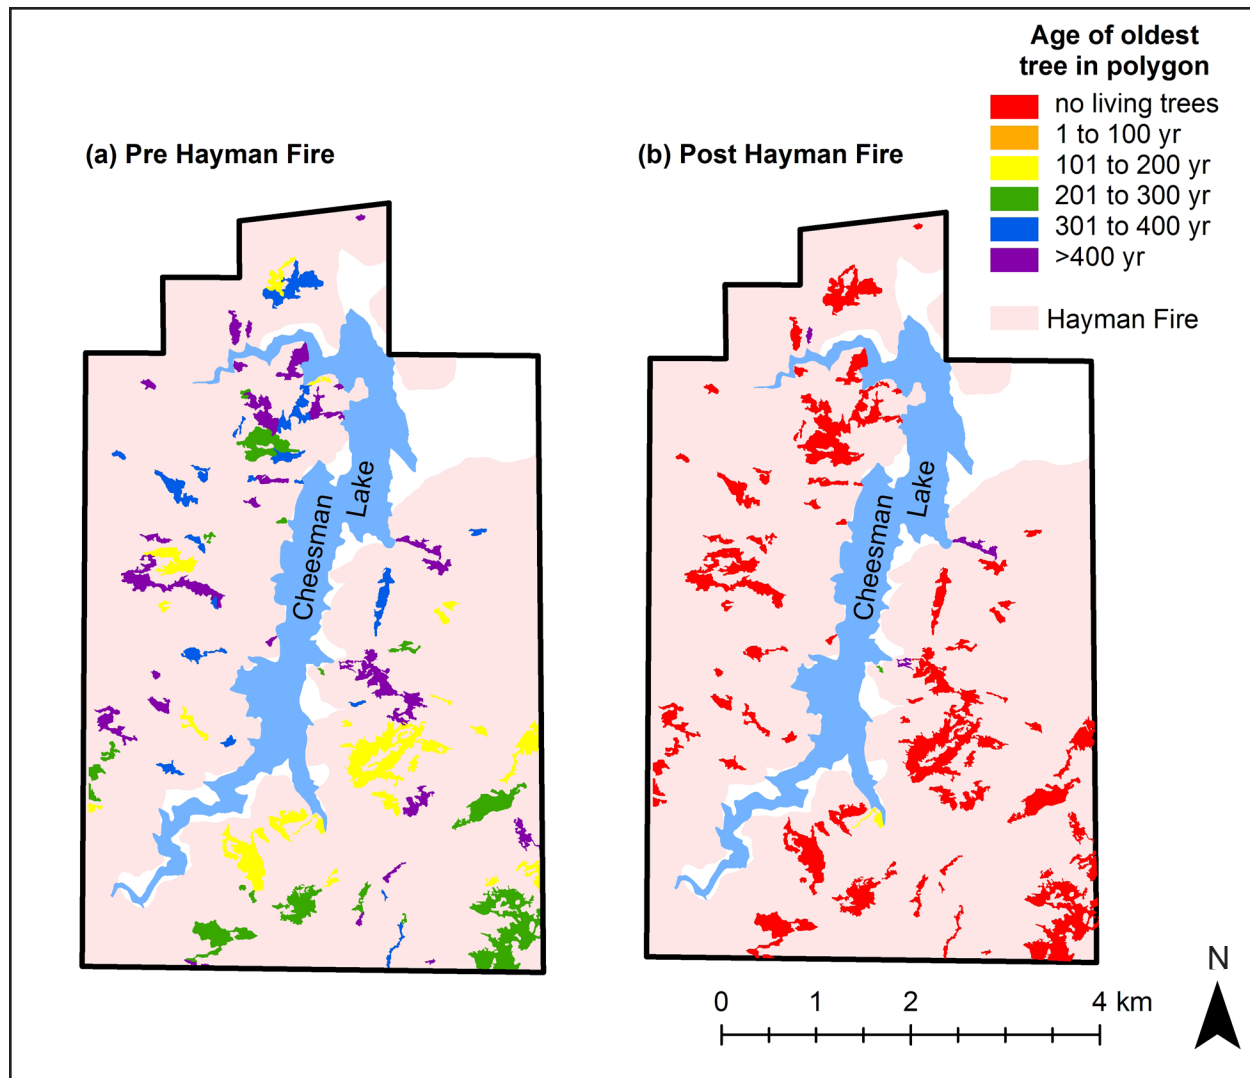 Age of oldest
tree in polygon
no living trees
1 to 100 yr
101 to 200 yr
201 to 300 yr
301 to 400 yr
>400 yr
Hayman Fire
(a) Pre Hayman Fire
(b) Post Hayman Fire
Cheesman
Lake
Cheesman
Lake
N
0 1 2 4 km